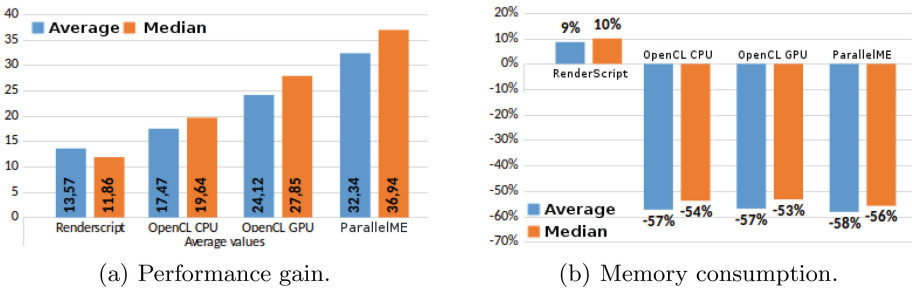 40
35
30
25
20
15
10
5
0
Average Median
13,57 11,86 17,47 19,64 24,12 27,85 32,34 36,94
Renderscript OpenCL CPU OpenCL GPU ParallelME
Average values
(a) Performance gain.
20%
10%
0%
-10%
-20%
-30%
-40%
-50%
-60%
-70%
9% 10%
OpenCL CPU OpenCL GPU ParallelME
RenderScript
Average
Median
-57% -54% -57% -53% -58% -56%
(b) Memory consumption.